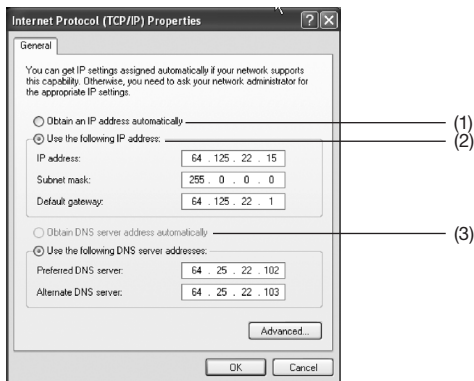 Internet Protocol (TCP/IP) Properties
General
You can get IP settings assigned automatically if your network supports
this capability. Otherwise, you need to ask your network administrator for
the appropriate IP settings.
Obtain an IP address automatically (1)
Use the following IP address: (2)
IP address: 64 . 125 . 22 . 15
Subnet mask: 255 . 0 . 0 . 0
Default gateway: 64 . 125 . 22 . 1
Obtain DNS server address automatically (3)
Use the following DNS server addresses:
Preferred DNS server: 64 . 25 . 22 . 102
Alternate DNS server: 64 . 25 . 22 . 103
Advanced...
OK Cancel